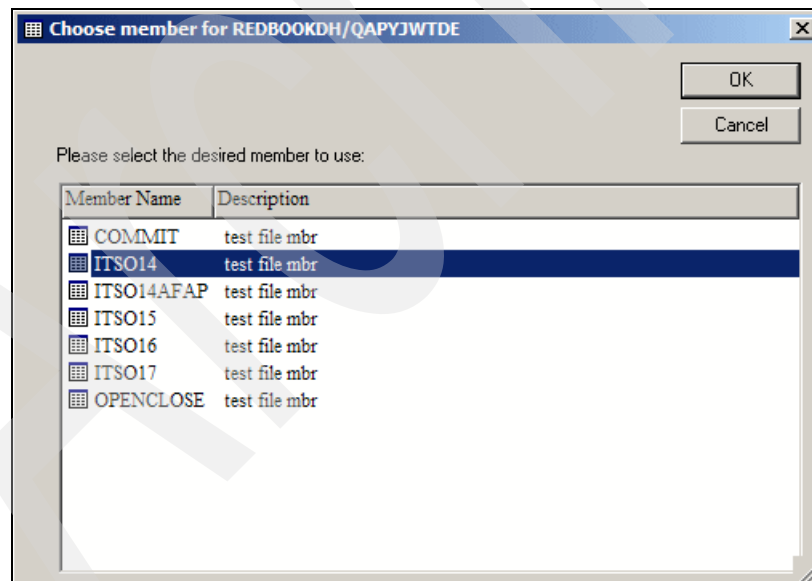 Choose member for REDBOOKDH/QAPYJWTDE
OK
Cancel
Please select the desired member to use:
Member Name Description
COMMIT test file mbr
ITSO14 test file mbr
ITSO14AFAP test file mbr
ITSO15 test file mbr
ITSO16 test file mbr
ITSO17 test file mbr
OPENCLOSE test file mbr